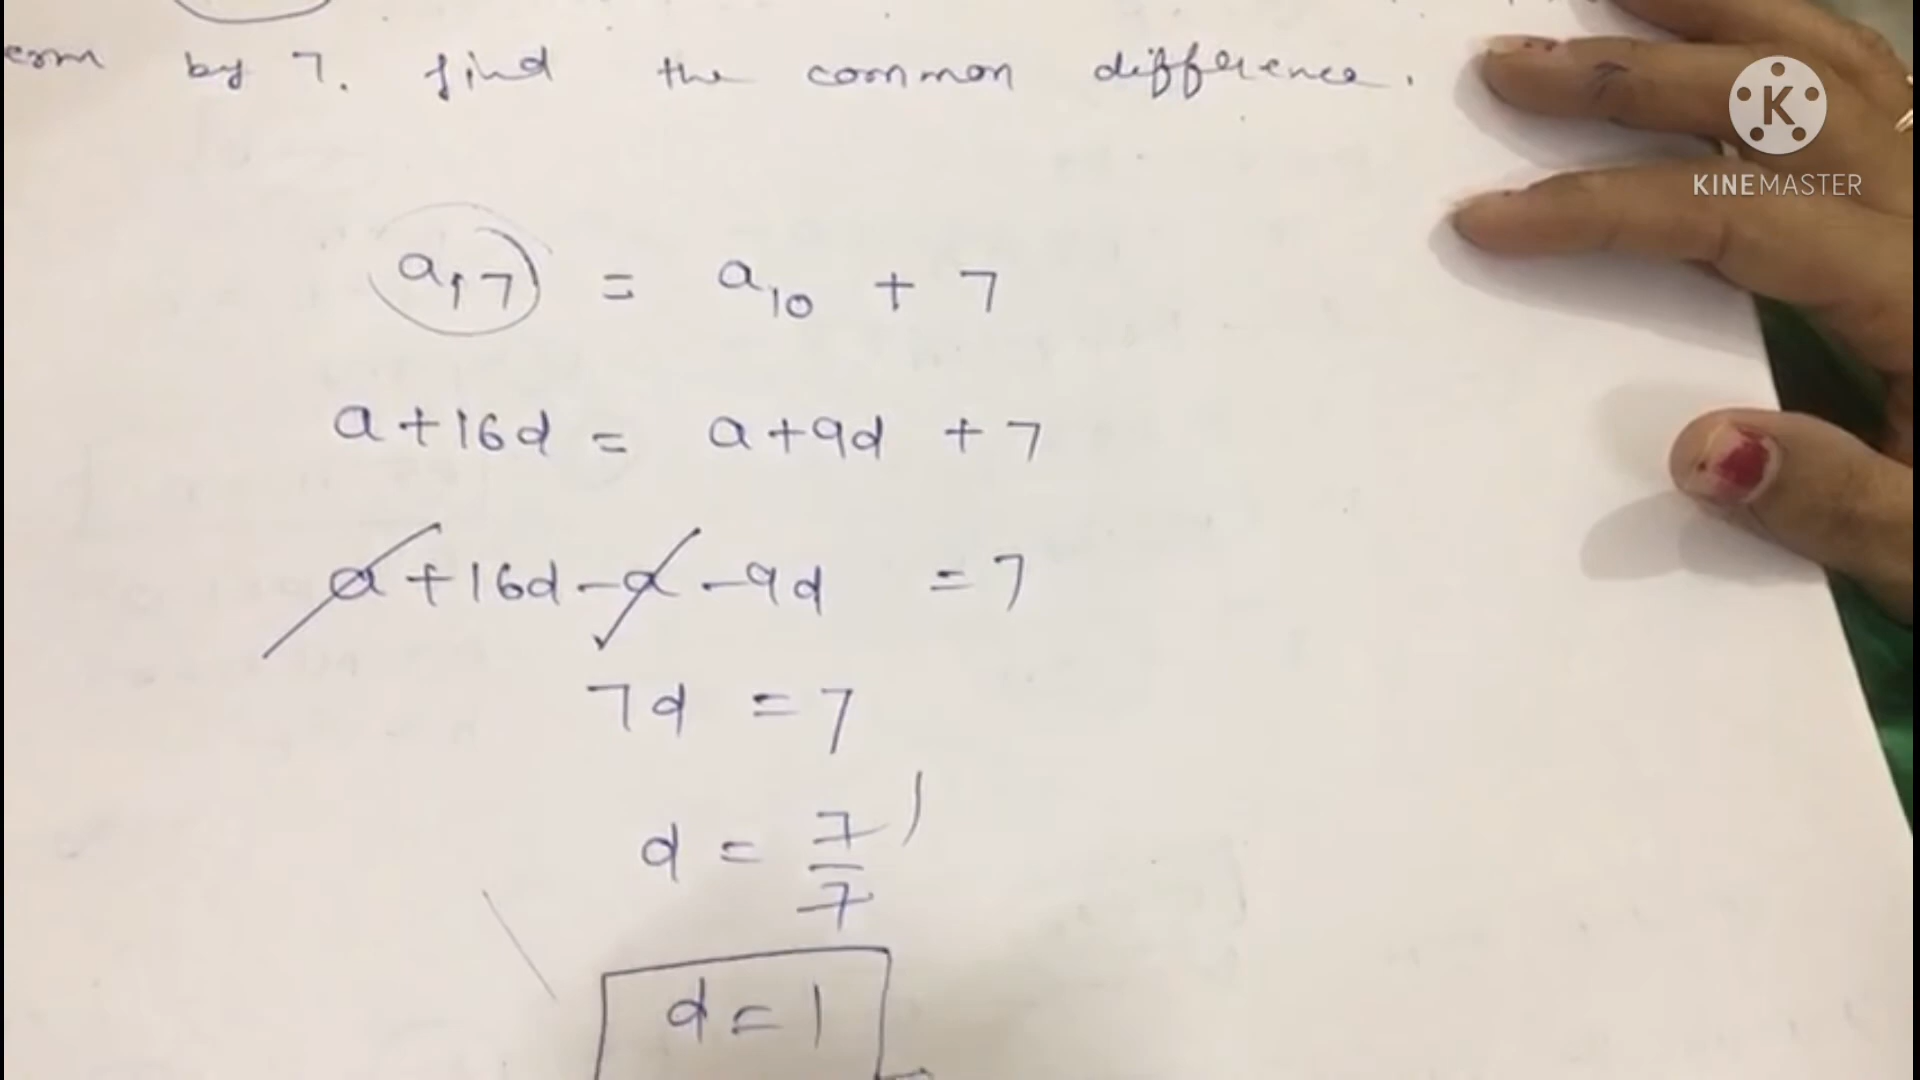 by 7. find the common difference.
K
KINEMASTER
a17 = a10 + 7
a+16d = a+9d +7
a+16d-a-9d =7
7d =7
d = 7/7
d=1